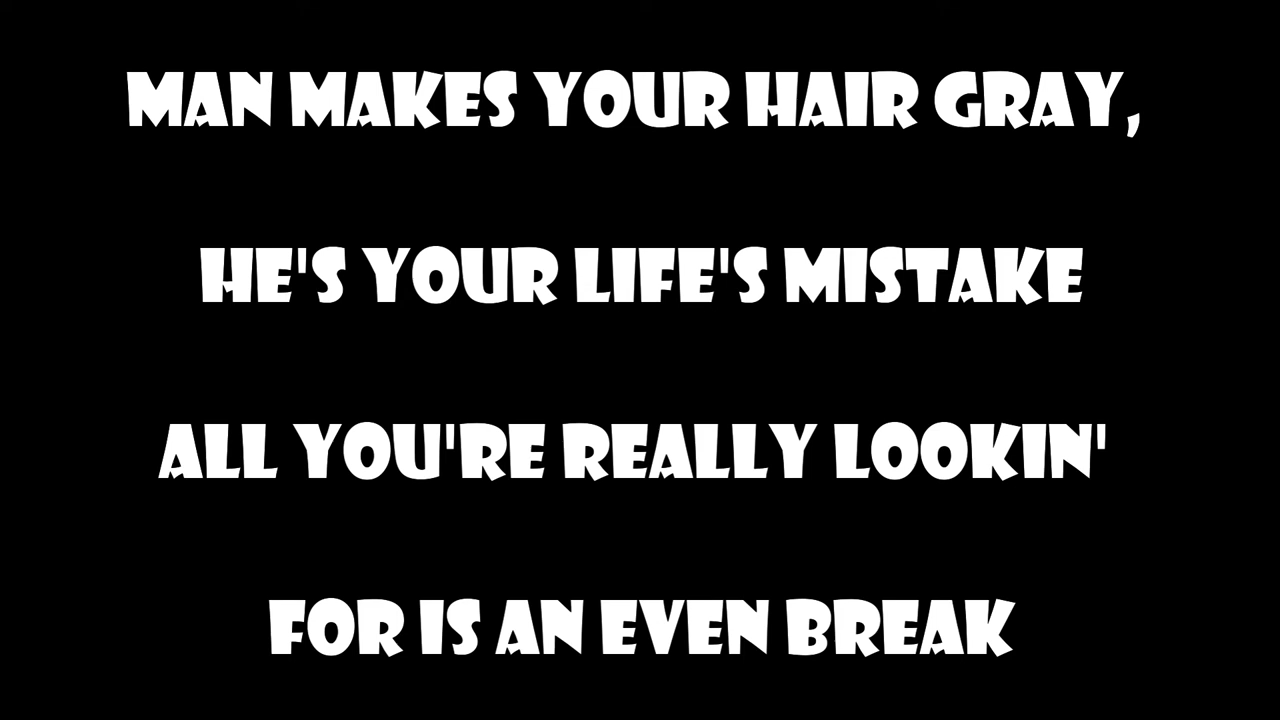 MAN MAKES YOUR HAIR GRAY,
HE'S YOUR LIFE'S MISTAKE
ALL YOU'RE REALLY LOOKIN'
FOR IS AN EVEN BREAK